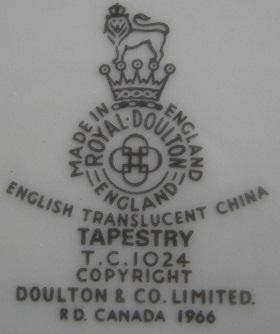 MADE IN ENGLAND
ROYAL·DOULTON
ENGLAND
ENGLISH TRANSLUCENT CHINA
TAPESTRY
T.C.1024
COPYRIGHT
DOULTON & CO. LIMITED.
RD. CANADA 1966